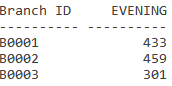 Branch ID    EVENING
---------- ----------
B0001            433
B0002            459
B0003            301